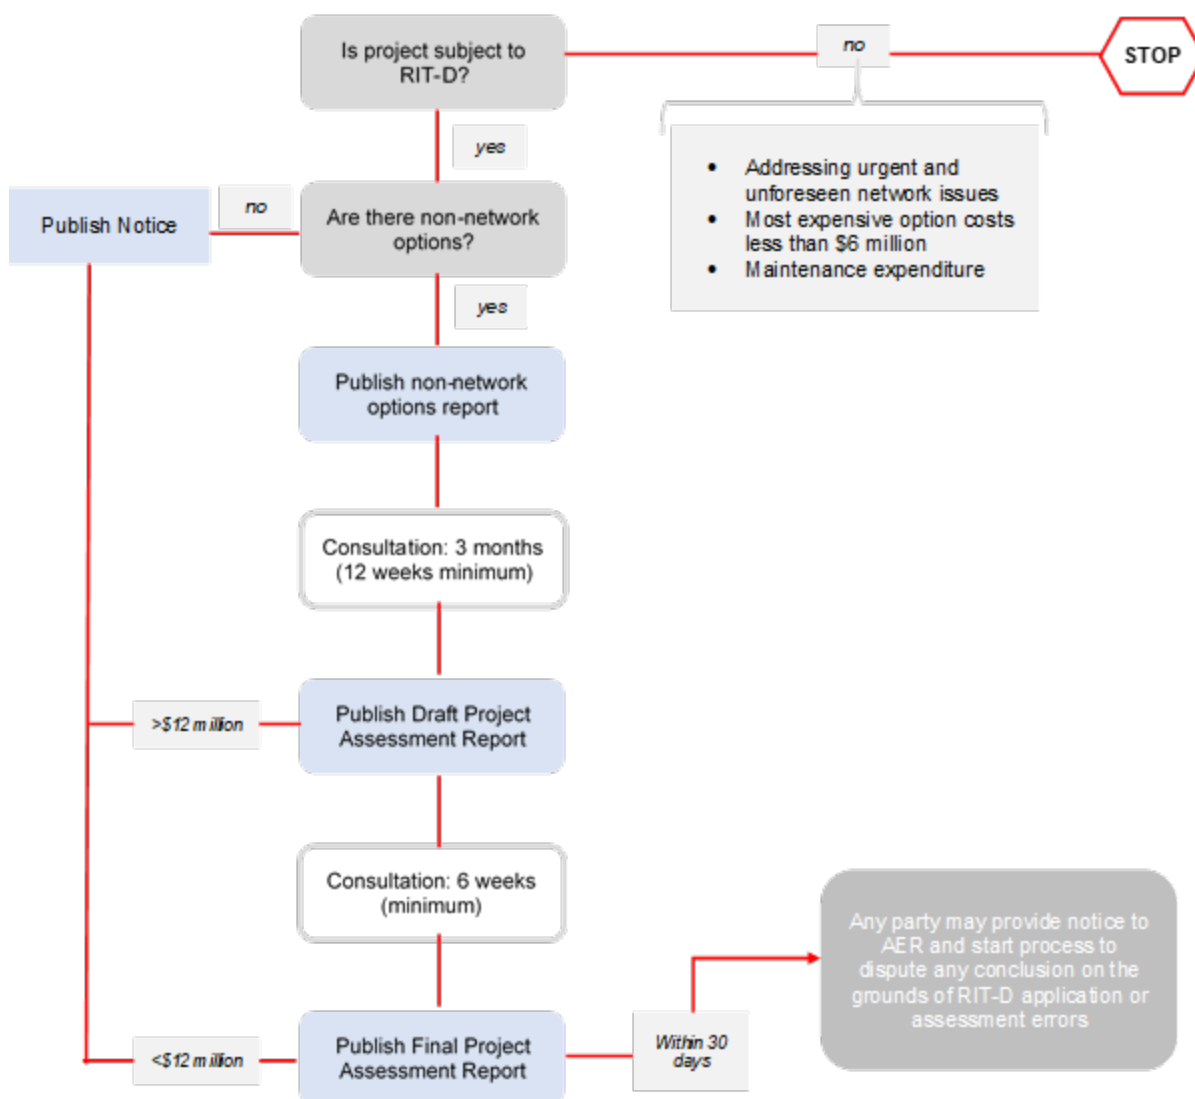 Is project subject to
RIT-D?
no
STOP
yes
• Addressing urgent and
unforeseen network issues
• Most expensive option costs
less than $6 million
• Maintenance expenditure
Publish Notice
no
Are there non-network
options?
yes
Publish non-network
options report
Consultation: 3 months
(12 weeks minimum)
>$12 million
Publish Draft Project
Assessment Report
Consultation: 6 weeks
(minimum)
Any party may provide notice to
AER and start process to
dispute any conclusion on the
grounds of RIT-D application or
assessment errors
<$12 million
Publish Final Project
Assessment Report
Within 30
days